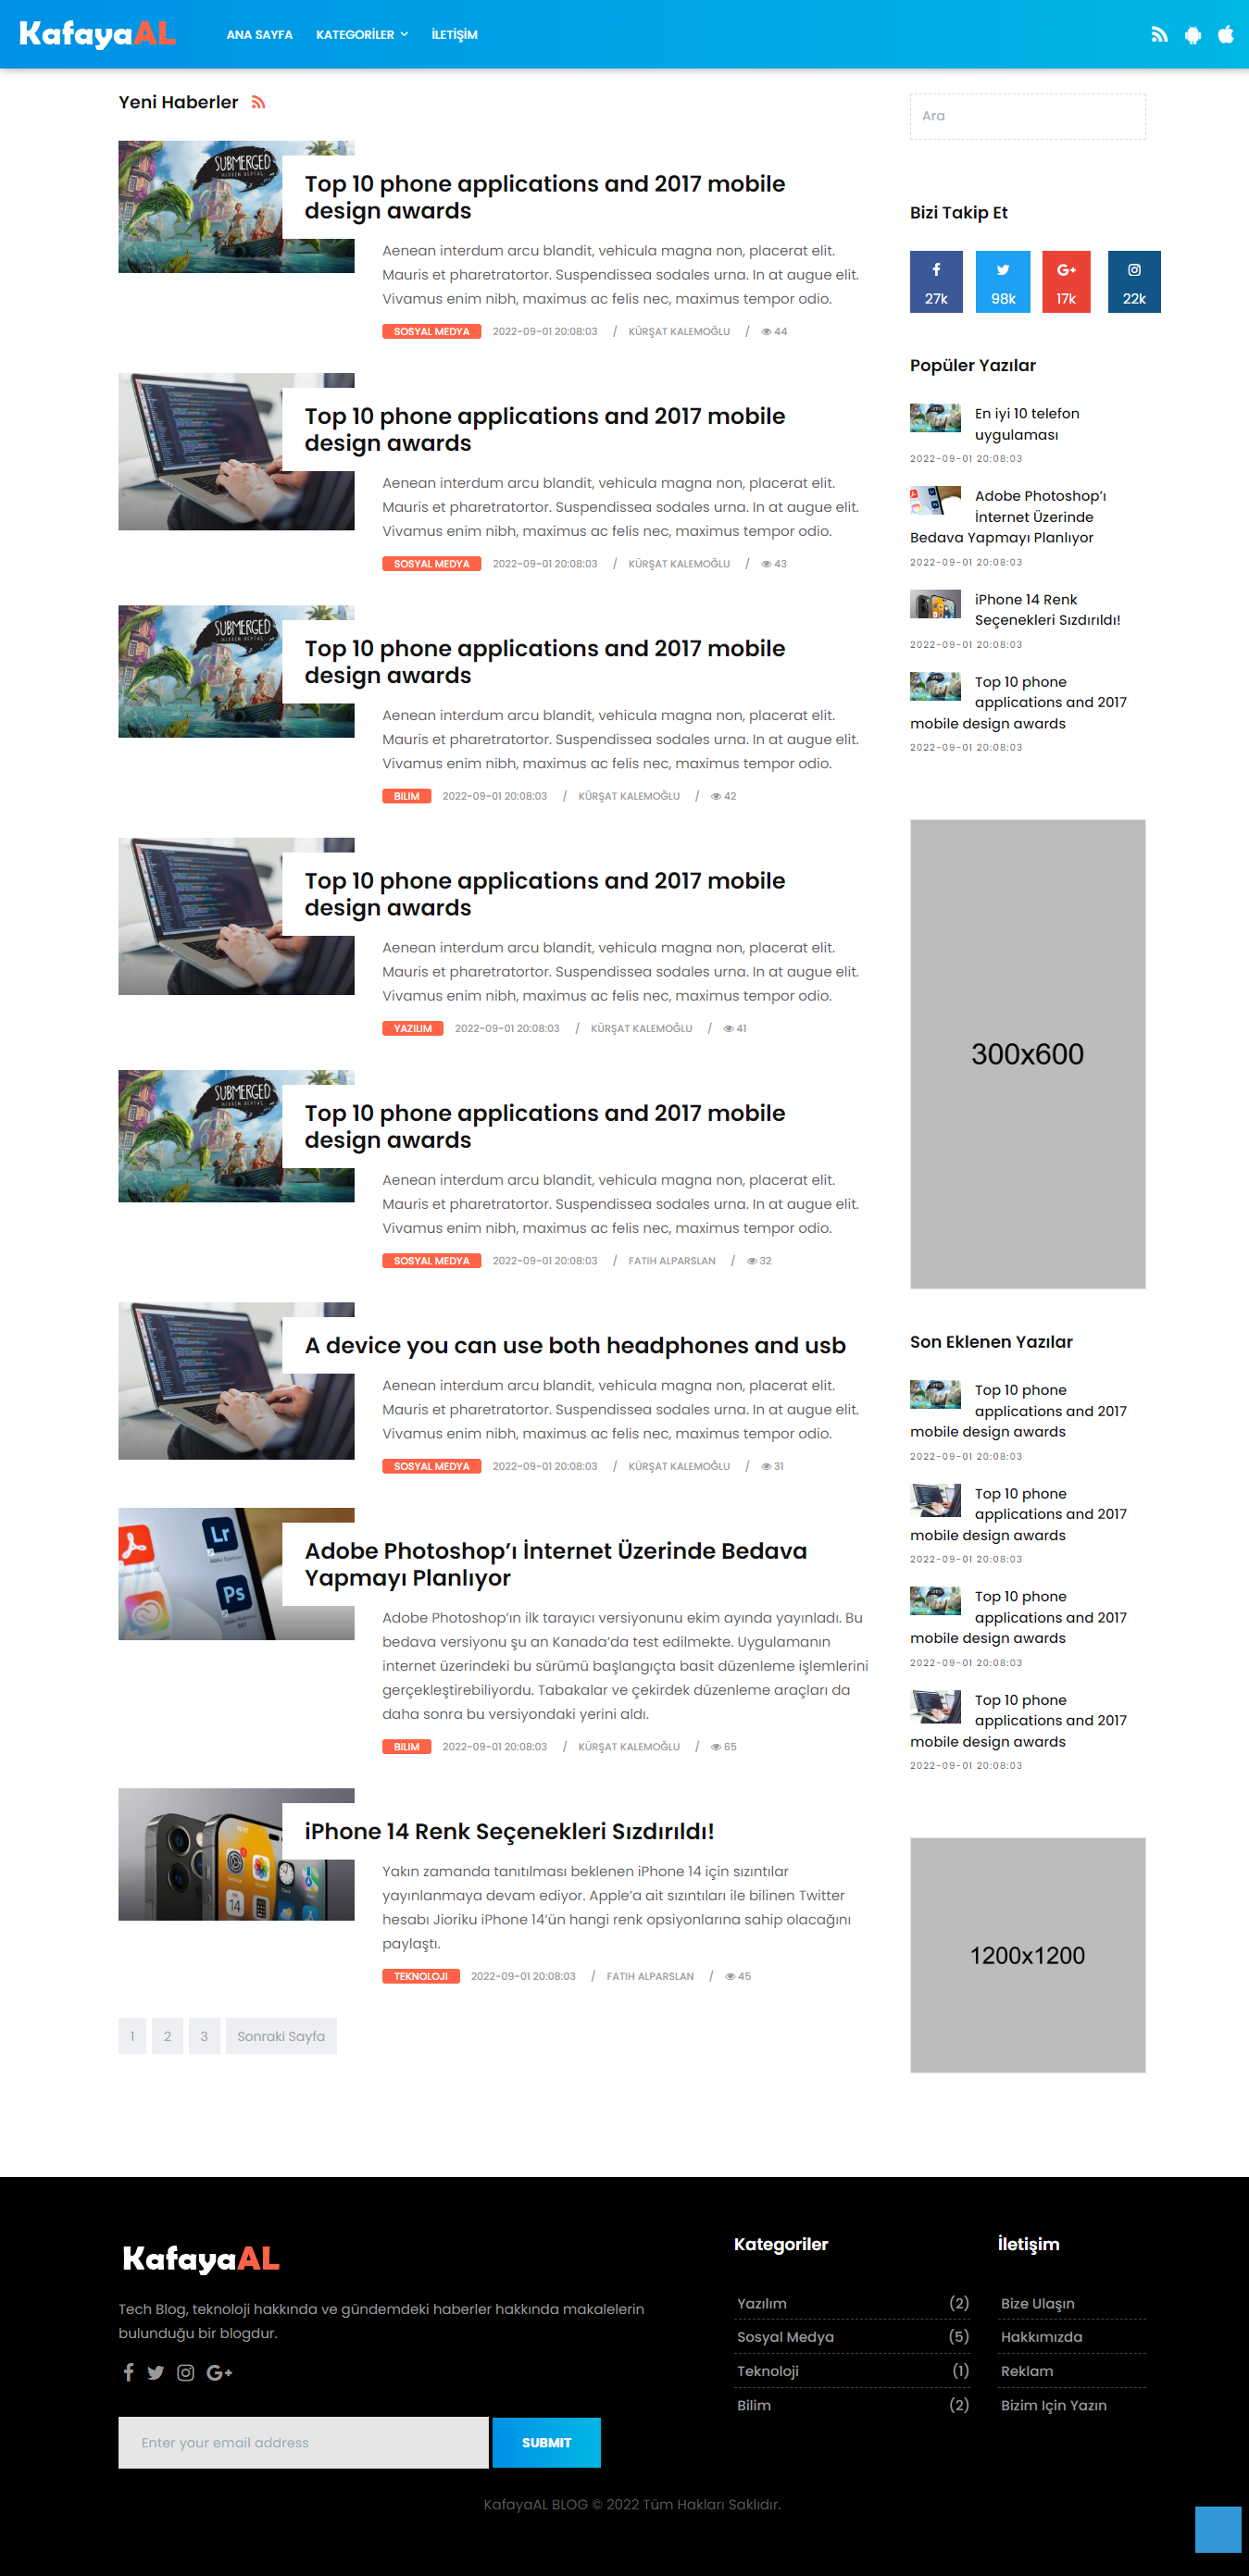 KafayaAL
ANA SAYFA KATEGORİLER İLETİŞİM
Yeni Haberler
SUBMERGED
HIDDEN DEPTHS
Top 10 phone applications and 2017 mobile
design awards
Aenean interdum arcu blandit, vehicula magna non, placerat elit.
Mauris et pharetratortor. Suspendissea sodales urna. In at augue elit.
Vivamus enim nibh, maximus ac felis nec, maximus tempor odio.
SOSYAL MEDYA 2022-09-01 20:08:03 / KÜRŞAT KALEMOĞLU / 44
Top 10 phone applications and 2017 mobile
design awards
Aenean interdum arcu blandit, vehicula magna non, placerat elit.
Mauris et pharetratortor. Suspendissea sodales urna. In at augue elit.
Vivamus enim nibh, maximus ac felis nec, maximus tempor odio.
SOSYAL MEDYA 2022-09-01 20:08:03 / KÜRŞAT KALEMOĞLU / 43
SUBMERGED
HIDDEN DEPTHS
Top 10 phone applications and 2017 mobile
design awards
Aenean interdum arcu blandit, vehicula magna non, placerat elit.
Mauris et pharetratortor. Suspendissea sodales urna. In at augue elit.
Vivamus enim nibh, maximus ac felis nec, maximus tempor odio.
BILIM 2022-09-01 20:08:03 / KÜRŞAT KALEMOĞLU / 42
Top 10 phone applications and 2017 mobile
design awards
Aenean interdum arcu blandit, vehicula magna non, placerat elit.
Mauris et pharetratortor. Suspendissea sodales urna. In at augue elit.
Vivamus enim nibh, maximus ac felis nec, maximus tempor odio.
YAZILIM 2022-09-01 20:08:03 / KÜRŞAT KALEMOĞLU / 41
SUBMERGED
HIDDEN DEPTHS
Top 10 phone applications and 2017 mobile
design awards
Aenean interdum arcu blandit, vehicula magna non, placerat elit.
Mauris et pharetratortor. Suspendissea sodales urna. In at augue elit.
Vivamus enim nibh, maximus ac felis nec, maximus tempor odio.
SOSYAL MEDYA 2022-09-01 20:08:03 / FATIH ALPARSLAN / 32
A device you can use both headphones and usb
Aenean interdum arcu blandit, vehicula magna non, placerat elit.
Mauris et pharetratortor. Suspendissea sodales urna. In at augue elit.
Vivamus enim nibh, maximus ac felis nec, maximus tempor odio.
SOSYAL MEDYA 2022-09-01 20:08:03 / KÜRŞAT KALEMOĞLU / 31
Lr
Ps
Adobe Photoshop’ı İnternet Üzerinde Bedava
Yapmayı Planlıyor
Adobe Photoshop’ın ilk tarayıcı versiyonunu ekim ayında yayınladı. Bu
bedava versiyonu şu an Kanada’da test edilmekte. Uygulamanın
internet üzerindeki bu sürümü başlangıçta basit düzenleme işlemlerini
gerçekleştirebiliyordu. Tabakalar ve çekirdek düzenleme araçları da
daha sonra bu versiyondaki yerini aldı.
BILIM 2022-09-01 20:08:03 / KÜRŞAT KALEMOĞLU / 65
14
iPhone 14 Renk Seçenekleri Sızdırıldı!
Yakın zamanda tanıtılması beklenen iPhone 14 için sızıntılar
yayınlanmaya devam ediyor. Apple’a ait sızıntıları ile bilinen Twitter
hesabı Jioriku iPhone 14’ün hangi renk opsiyonlarına sahip olacağını
paylaştı.
TEKNOLOJI 2022-09-01 20:08:03 / FATIH ALPARSLAN / 45
1 2 3 Sonraki Sayfa
Ara
Bizi Takip Et
27k 98k 17k 22k
Popüler Yazılar
En iyi 10 telefon
uygulaması
2022-09-01 20:08:03
Adobe Photoshop’ı
İnternet Üzerinde
Bedava Yapmayı Planlıyor
2022-09-01 20:08:03
iPhone 14 Renk
Seçenekleri Sızdırıldı!
2022-09-01 20:08:03
Top 10 phone
applications and 2017
mobile design awards
2022-09-01 20:08:03
300x600
Son Eklenen Yazılar
Top 10 phone
applications and 2017
mobile design awards
2022-09-01 20:08:03
Top 10 phone
applications and 2017
mobile design awards
2022-09-01 20:08:03
Top 10 phone
applications and 2017
mobile design awards
2022-09-01 20:08:03
Top 10 phone
applications and 2017
mobile design awards
2022-09-01 20:08:03
1200x1200
KafayaAL
Tech Blog, teknoloji hakkında ve gündemdeki haberler hakkında makalelerin
bulunduğu bir blogdur.
Enter your email address SUBMIT
Kategoriler
Yazılım (2)
Sosyal Medya (5)
Teknoloji (1)
Bilim (2)
İletişim
Bize Ulaşın
Hakkımızda
Reklam
Bizim Için Yazın
KafayaAL BLOG © 2022 Tüm Hakları Saklıdır.